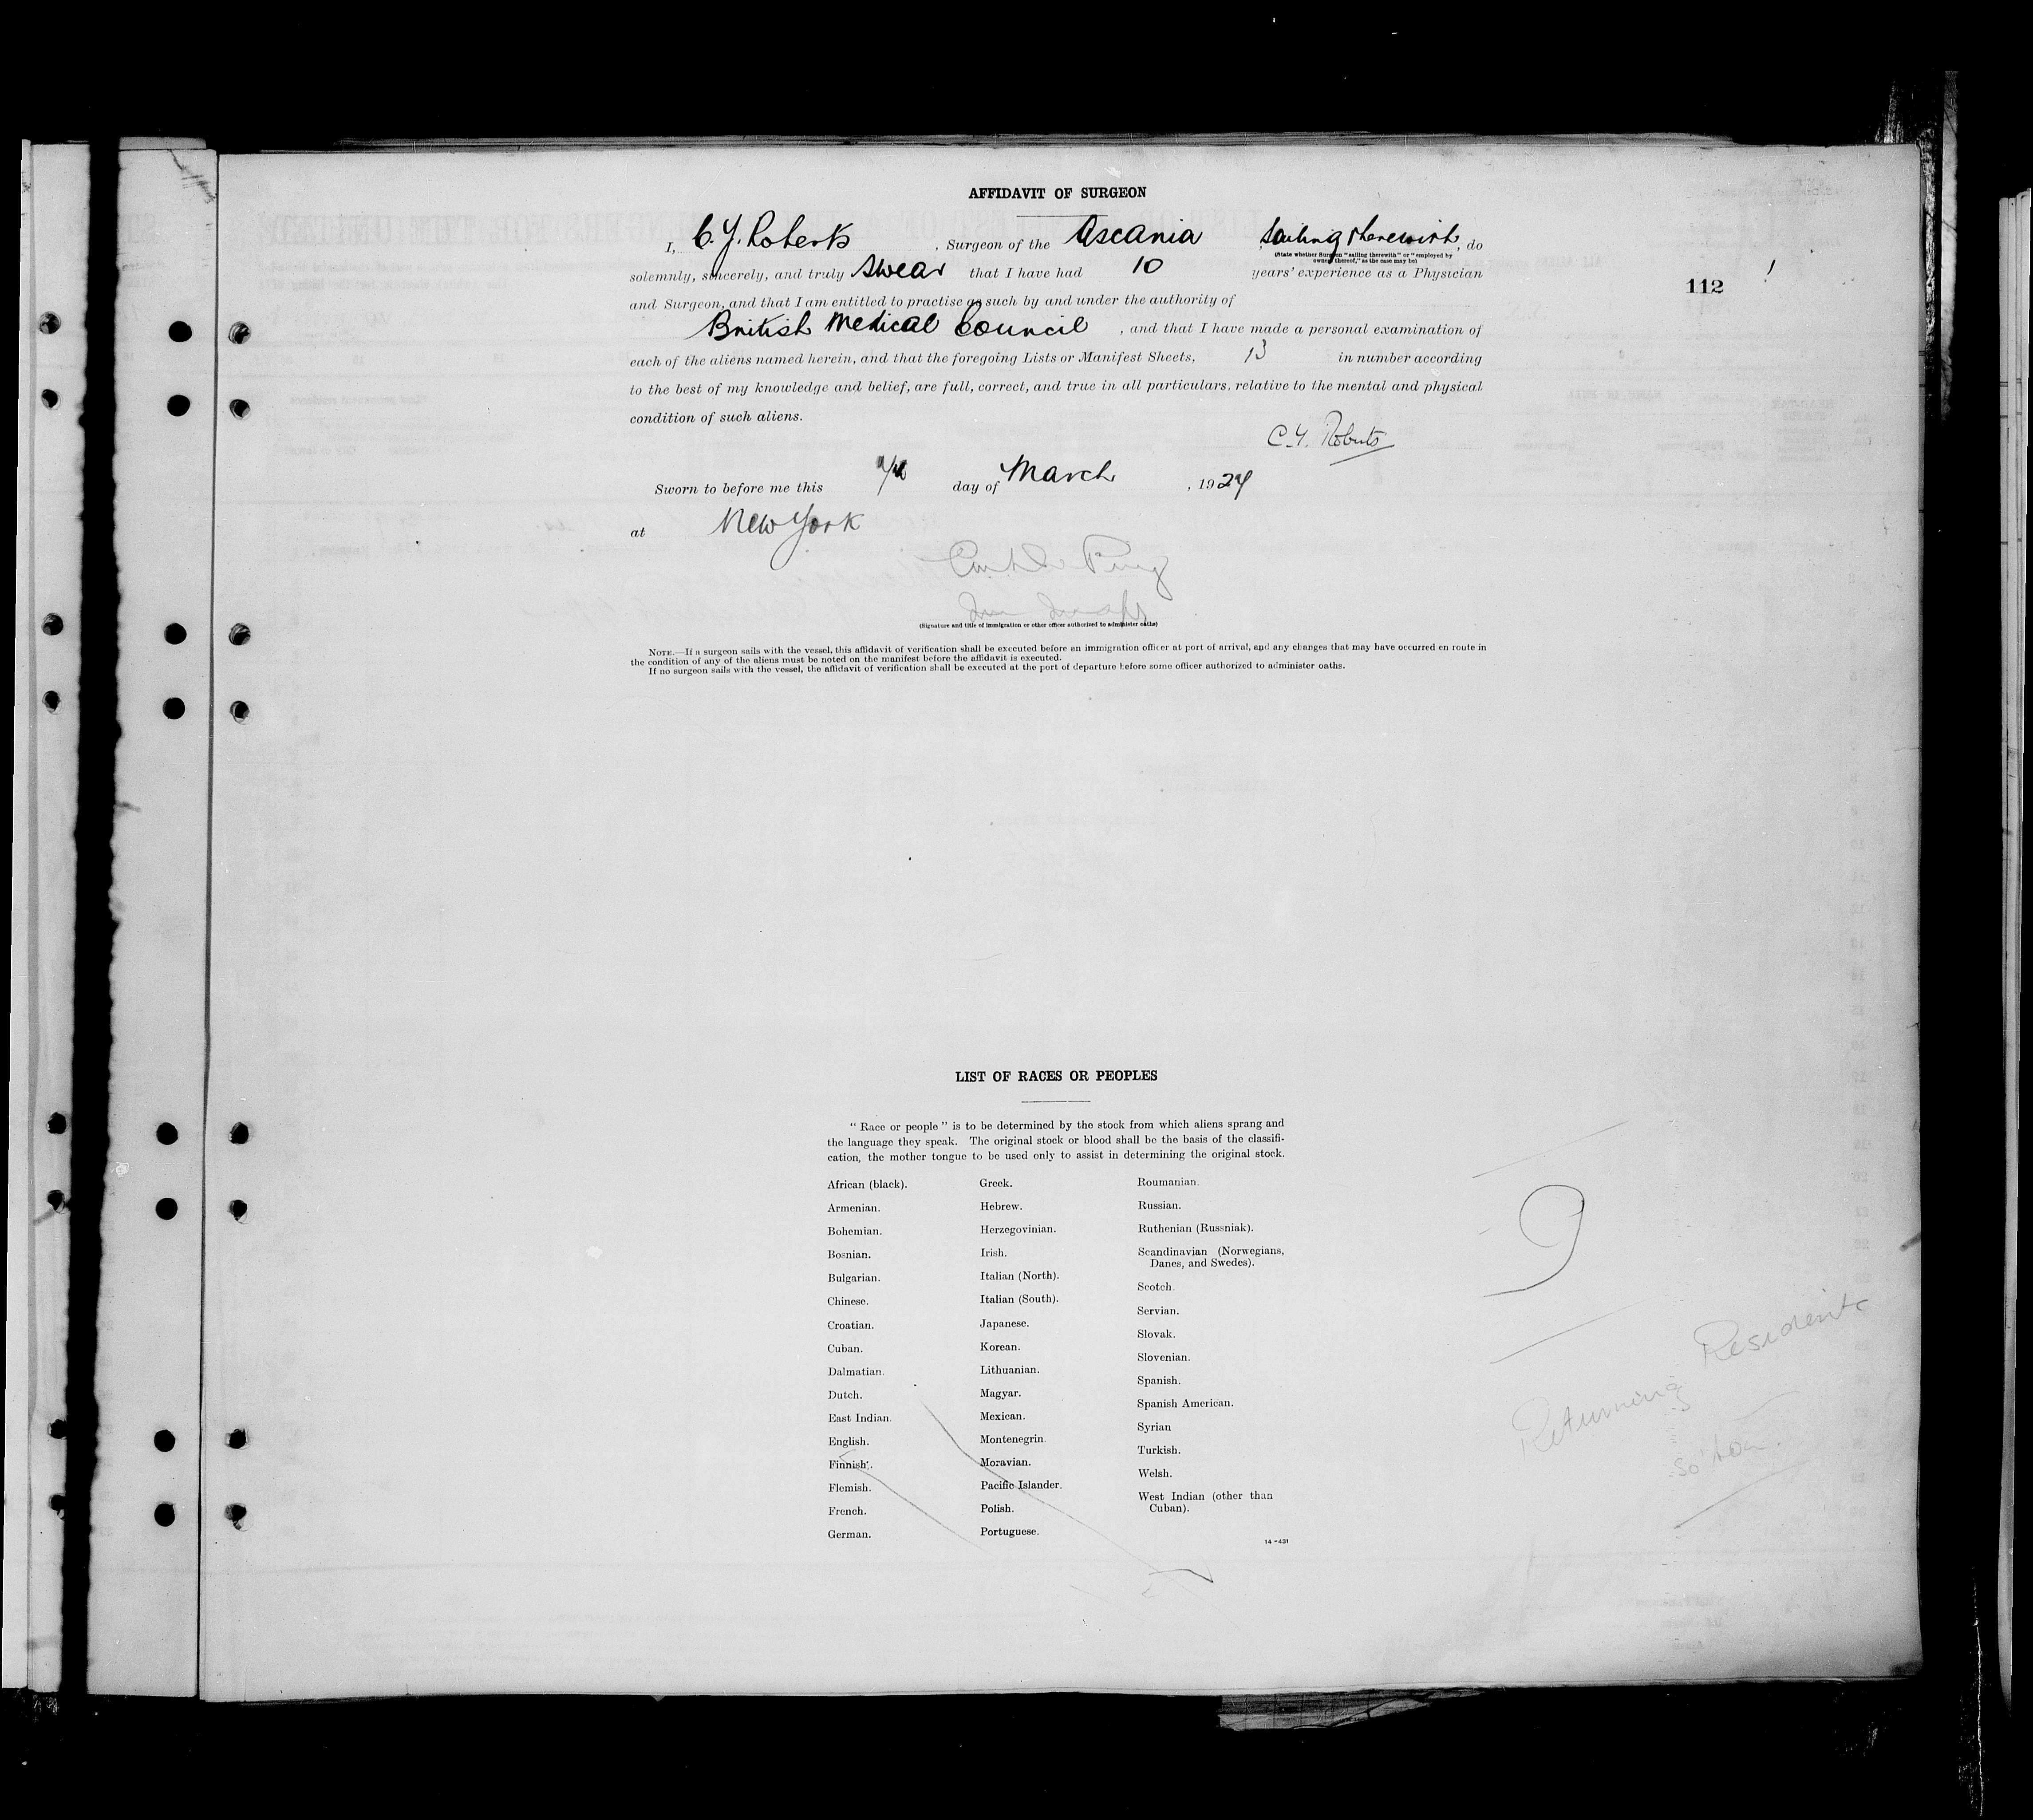 AFFIDAVIT OF SURGEON
I, C. Y. Roberts, Surgeon of the Ascania sailing therewith, do
(State whether Surgeon "sailing therewith" or "employed by
owners thereof," as the case may be)
solemnly, sincerely, and truly swear that I have had 10 years' experience as a Physician
112
and Surgeon, and that I am entitled to practise as such by and under the authority of
British Medical Council, and that I have made a personal examination of
each of the aliens named herein, and that the foregoing Lists or Manifest Sheets, 13 in number according
to the best of my knowledge and belief, are full, correct, and true in all particulars, relative to the mental and physical
condition of such aliens.
C. Y. Roberts
Sworn to before me this day of March, 1924
at New York
(Signature and title of immigration or other officer authorized to administer oaths)
NOTE.—If a surgeon sails with the vessel, this affidavit of verification shall be executed before an immigration officer at port of arrival, and any changes that may have occurred en route in
the condition of any of the aliens must be noted on the manifest before the affidavit is executed.
If no surgeon sails with the vessel, the affidavit of verification shall be executed at the port of departure before some officer authorized to administer oaths.
LIST OF RACES OR PEOPLES
"Race or people" is to be determined by the stock from which aliens sprang and
the language they speak. The original stock or blood shall be the basis of the classifi-
cation, the mother tongue to be used only to assist in determining the original stock.
African (black).
Armenian.
Bohemian.
Bosnian.
Bulgarian.
Chinese.
Croatian.
Cuban.
Dalmatian.
Dutch.
East Indian.
English.
Finnish.
Flemish.
French.
German.
Greek.
Hebrew.
Herzegovinian.
Irish.
Italian (North).
Italian (South).
Japanese.
Korean.
Lithuanian.
Magyar.
Mexican.
Montenegrin.
Moravian.
Pacific Islander.
Polish.
Portuguese.
Roumanian.
Russian.
Ruthenian (Russniak).
Scandinavian (Norwegians,
Danes, and Swedes).
Scotch.
Servian.
Slovak.
Slovenian.
Spanish.
Spanish American.
Syrian
Turkish.
Welsh.
West Indian (other than
Cuban).
14-431
9
Returning Residents
So'ton.